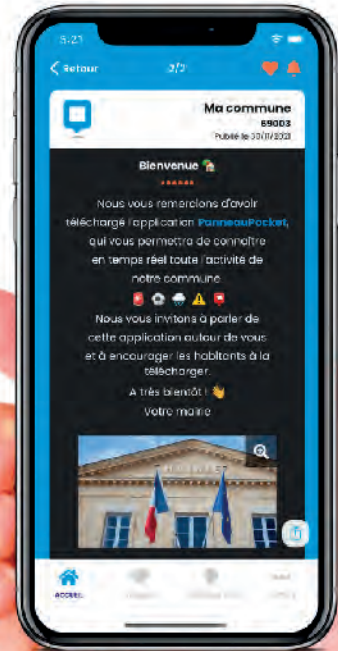 Retour
2/2
Ma commune
69003
Publié le 30/11/2021
Bienvenue
Nous vous remercions d'avoir
téléchargé l'application PanneauPocket,
qui vous permettra de connaître
en temps réel toute l'activité de
notre commune
Nous vous invitons à parler de
cette application autour de vous
et à encourager les habitants à la
télécharger.
A très bientôt !
Votre mairie
ACCUEIL